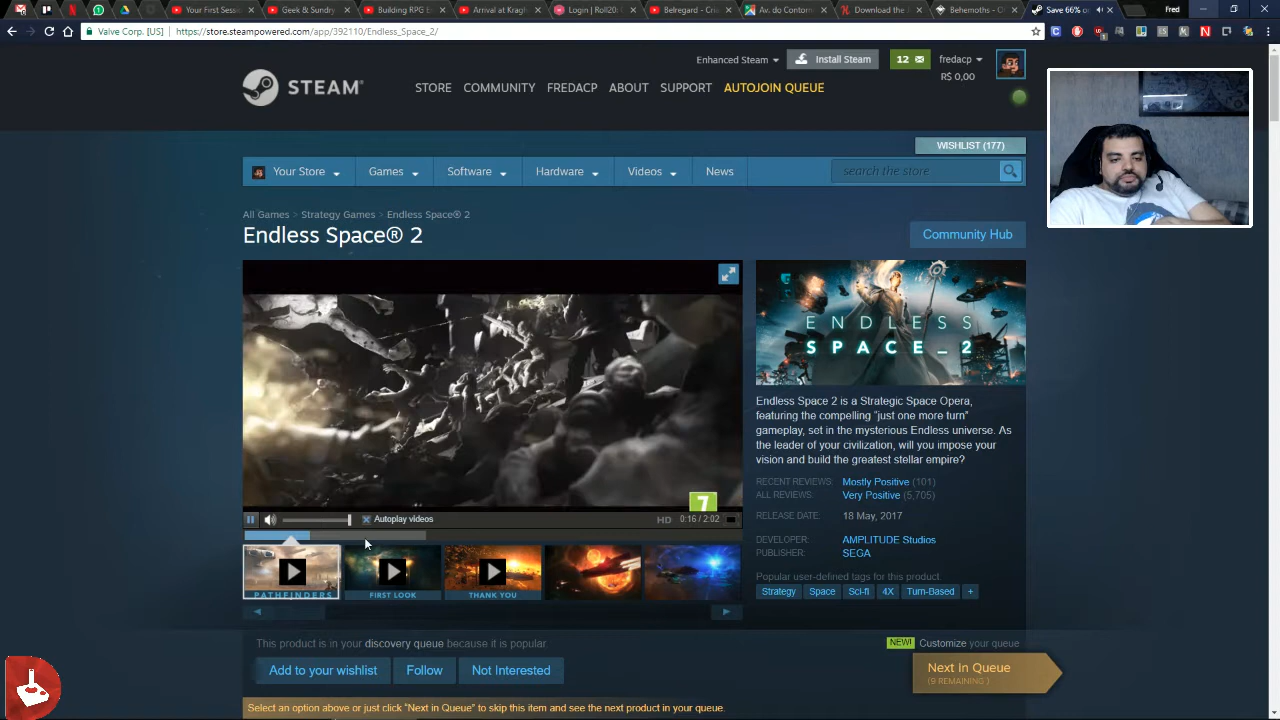 Your First Sess
Geek & Sundry
Building RPG E
Arrival at Kragh
Login | Roll20:
Belregard - Cris
Av. do Contorn
Download the
Behemoths - O
Save 66% o
Fred
Valve Corp. [US] | https://store.steampowered.com/app/392110/Endless_Space_2/
Enhanced Steam
Install Steam
12
fredacp
R$ 0,00
STEAM
STORE COMMUNITY FREDACP ABOUT SUPPORT AUTOJOIN QUEUE
WISHLIST (177)
Your Store Games Software Hardware Videos News
search the store
All Games > Strategy Games > Endless Space® 2
Endless Space® 2
Community Hub
ENDLESS
SPACE_2
Endless Space 2 is a Strategic Space Opera,
featuring the compelling "just one more turn"
gameplay, set in the mysterious Endless universe. As
the leader of your civilization, will you impose your
vision and build the greatest stellar empire?
RECENT REVIEWS: Mostly Positive (101)
ALL REVIEWS: Very Positive (5,705)
RELEASE DATE: 18 May, 2017
DEVELOPER: AMPLITUDE Studios
PUBLISHER: SEGA
Popular user-defined tags for this product:
Strategy Space Sci-fi 4X Turn-Based +
7
Autoplay videos
HD 0:16 / 2:02
PATHFINDERS
FIRST LOOK
THANK YOU
This product is in your discovery queue because it is popular.
NEW! Customize your queue
Add to your wishlist
Follow
Not Interested
Next in Queue
(9 REMAINING )
Select an option above or just click "Next in Queue" to skip this item and see the next product in your queue.